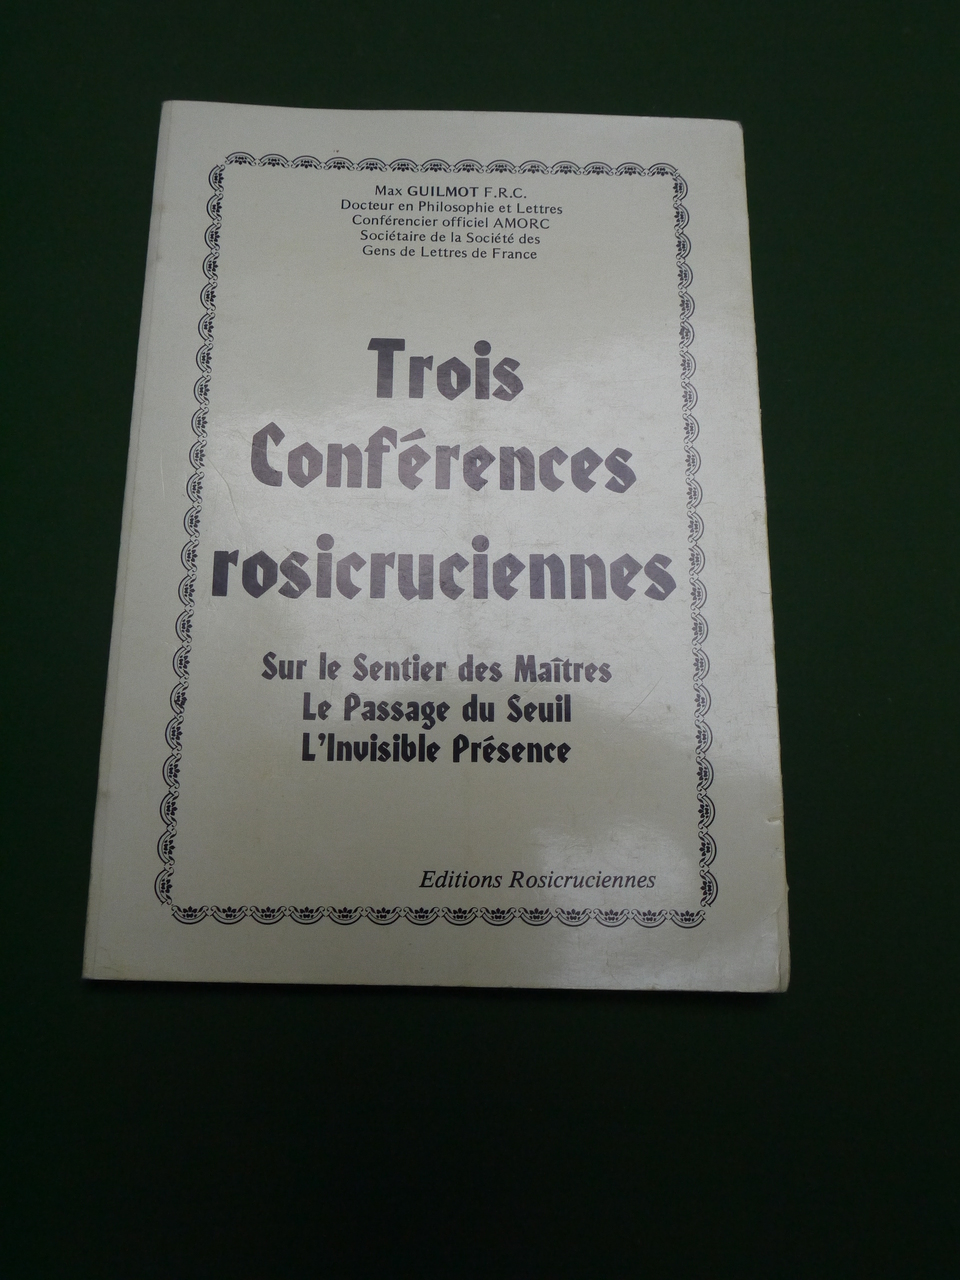 Max GUILMOT F.R.C.
Docteur en Philosophie et Lettres
Conférencier officiel AMORC
Sociétaire de la Société des
Gens de Lettres de France
Trois
Conférences
rosicruciennes
Sur le Sentier des Maîtres
Le Passage du Seuil
L'Invisible Présence
Editions Rosicruciennes